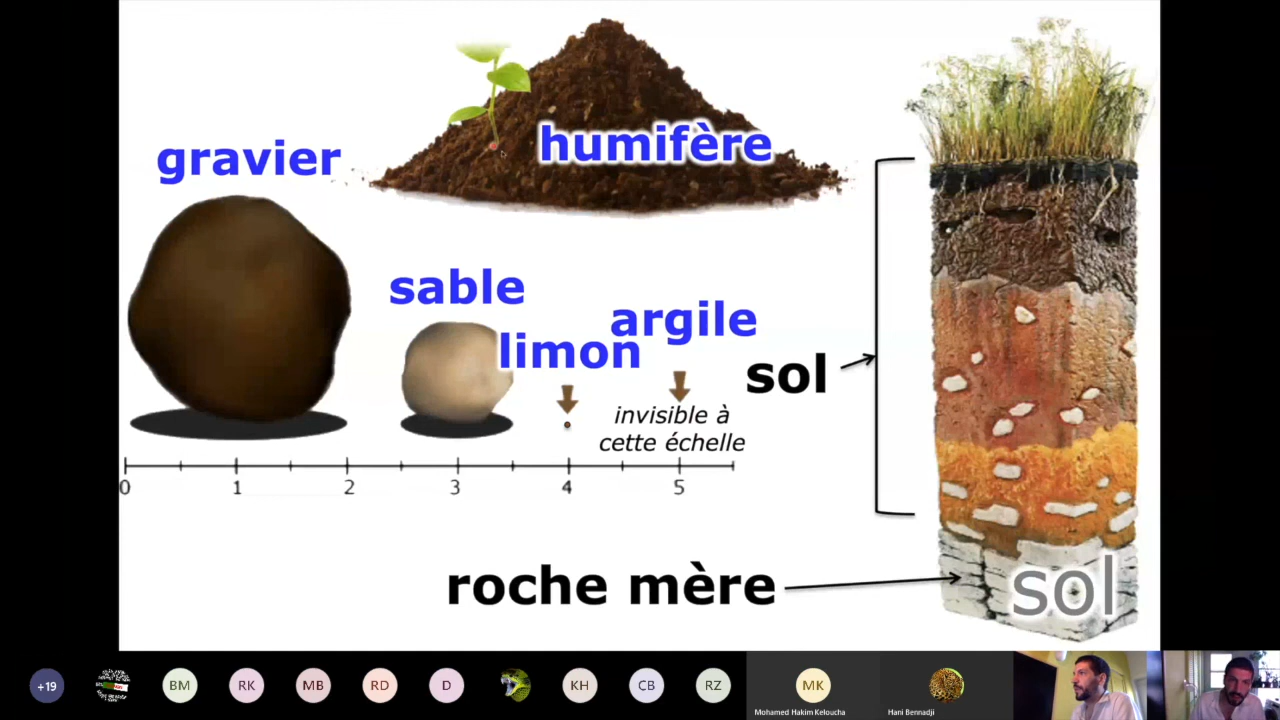 humifère
gravier
sable
argile
limon
sol
invisible à
cette échelle
0 1 2 3 4 5
roche mère
sol
+19
BM
RK
MB
RD
D
KH
CB
RZ
MK
Mohamed Hakim Keloucha
Hani Bennadji